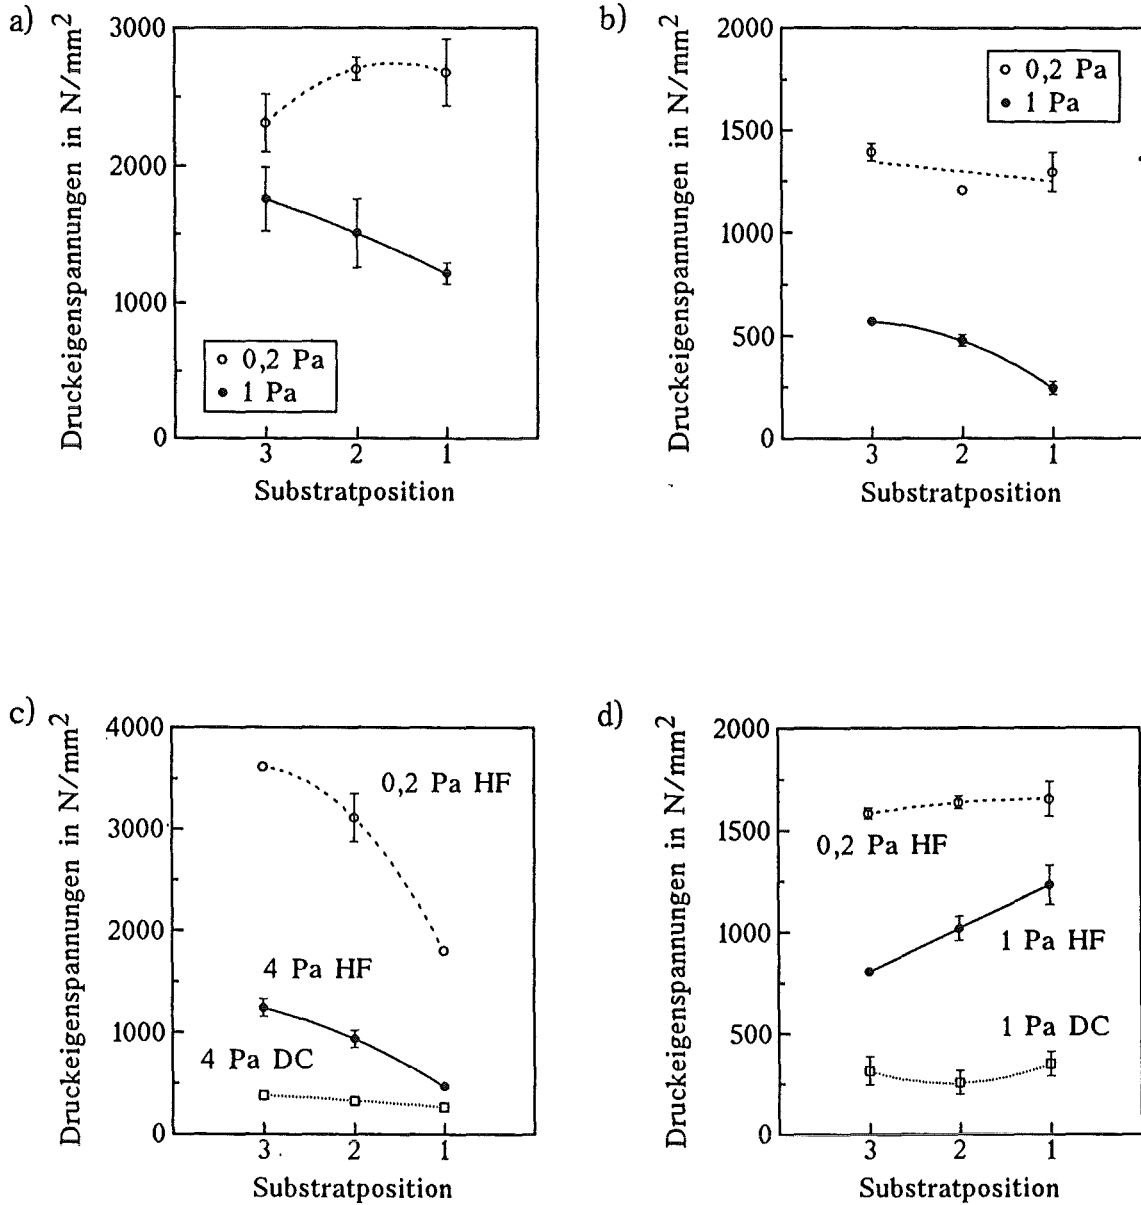 a)
Druckeigenspannungen in N/mm²
3000
2000
1000
0
0,2 Pa
1 Pa
3 2 1
Substratposition
b)
Druckeigenspannungen in N/mm²
2000
1500
1000
500
0
0,2 Pa
1 Pa
3 2 1
Substratposition
c)
Druckeigenspannungen in N/mm²
4000
3000
2000
1000
0
0,2 Pa HF
4 Pa HF
4 Pa DC
3 2 1
Substratposition
d)
Druckeigenspannungen in N/mm²
2000
1500
1000
500
0
0,2 Pa HF
1 Pa HF
1 Pa DC
3 2 1
Substratposition